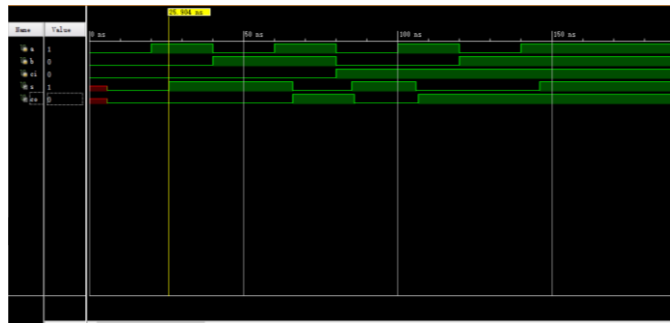 25.904 ns
Name Value
0 ns 50 ns 100 ns 150 ns
a 1
b 0
ci 0
s 1
co 0